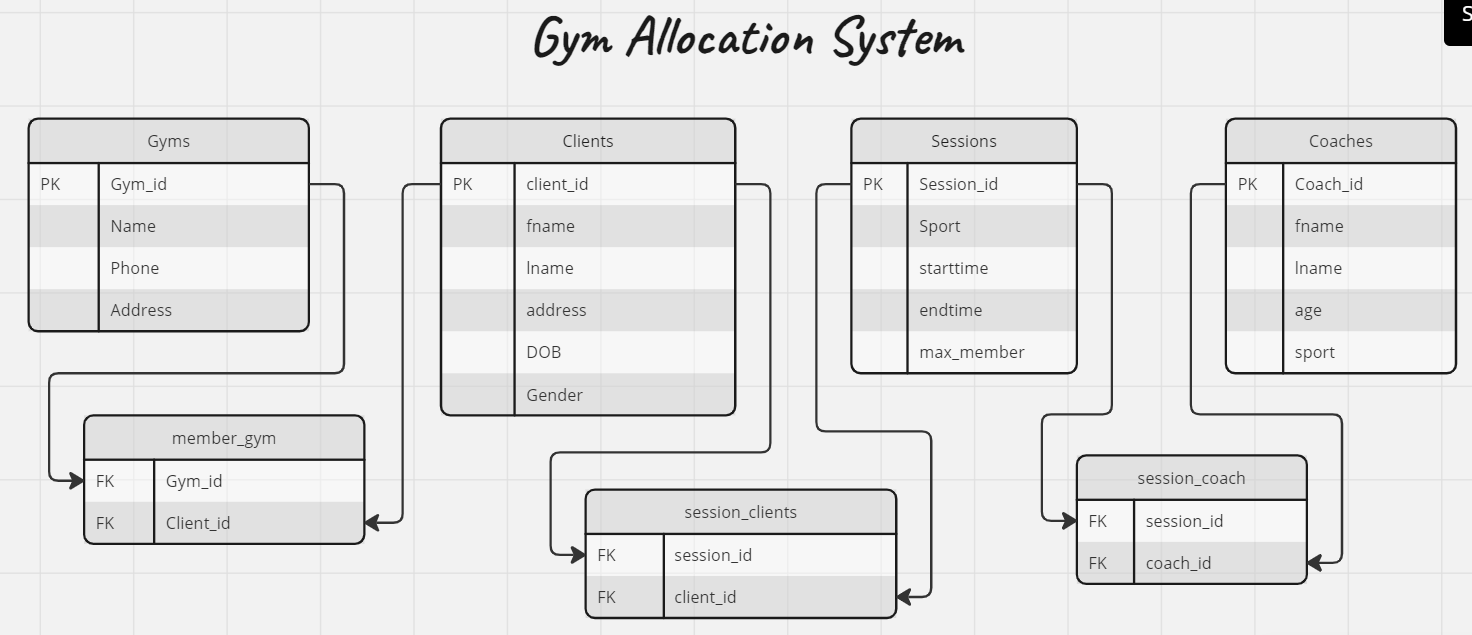 Gym Allocation System
S
Gyms
PK Gym_id
Name
Phone
Address
Clients
PK client_id
fname
lname
address
DOB
Gender
Sessions
PK Session_id
Sport
starttime
endtime
max_member
Coaches
PK Coach_id
fname
lname
age
sport
member_gym
FK Gym_id
FK Client_id
session_clients
FK session_id
FK client_id
session_coach
FK session_id
FK coach_id